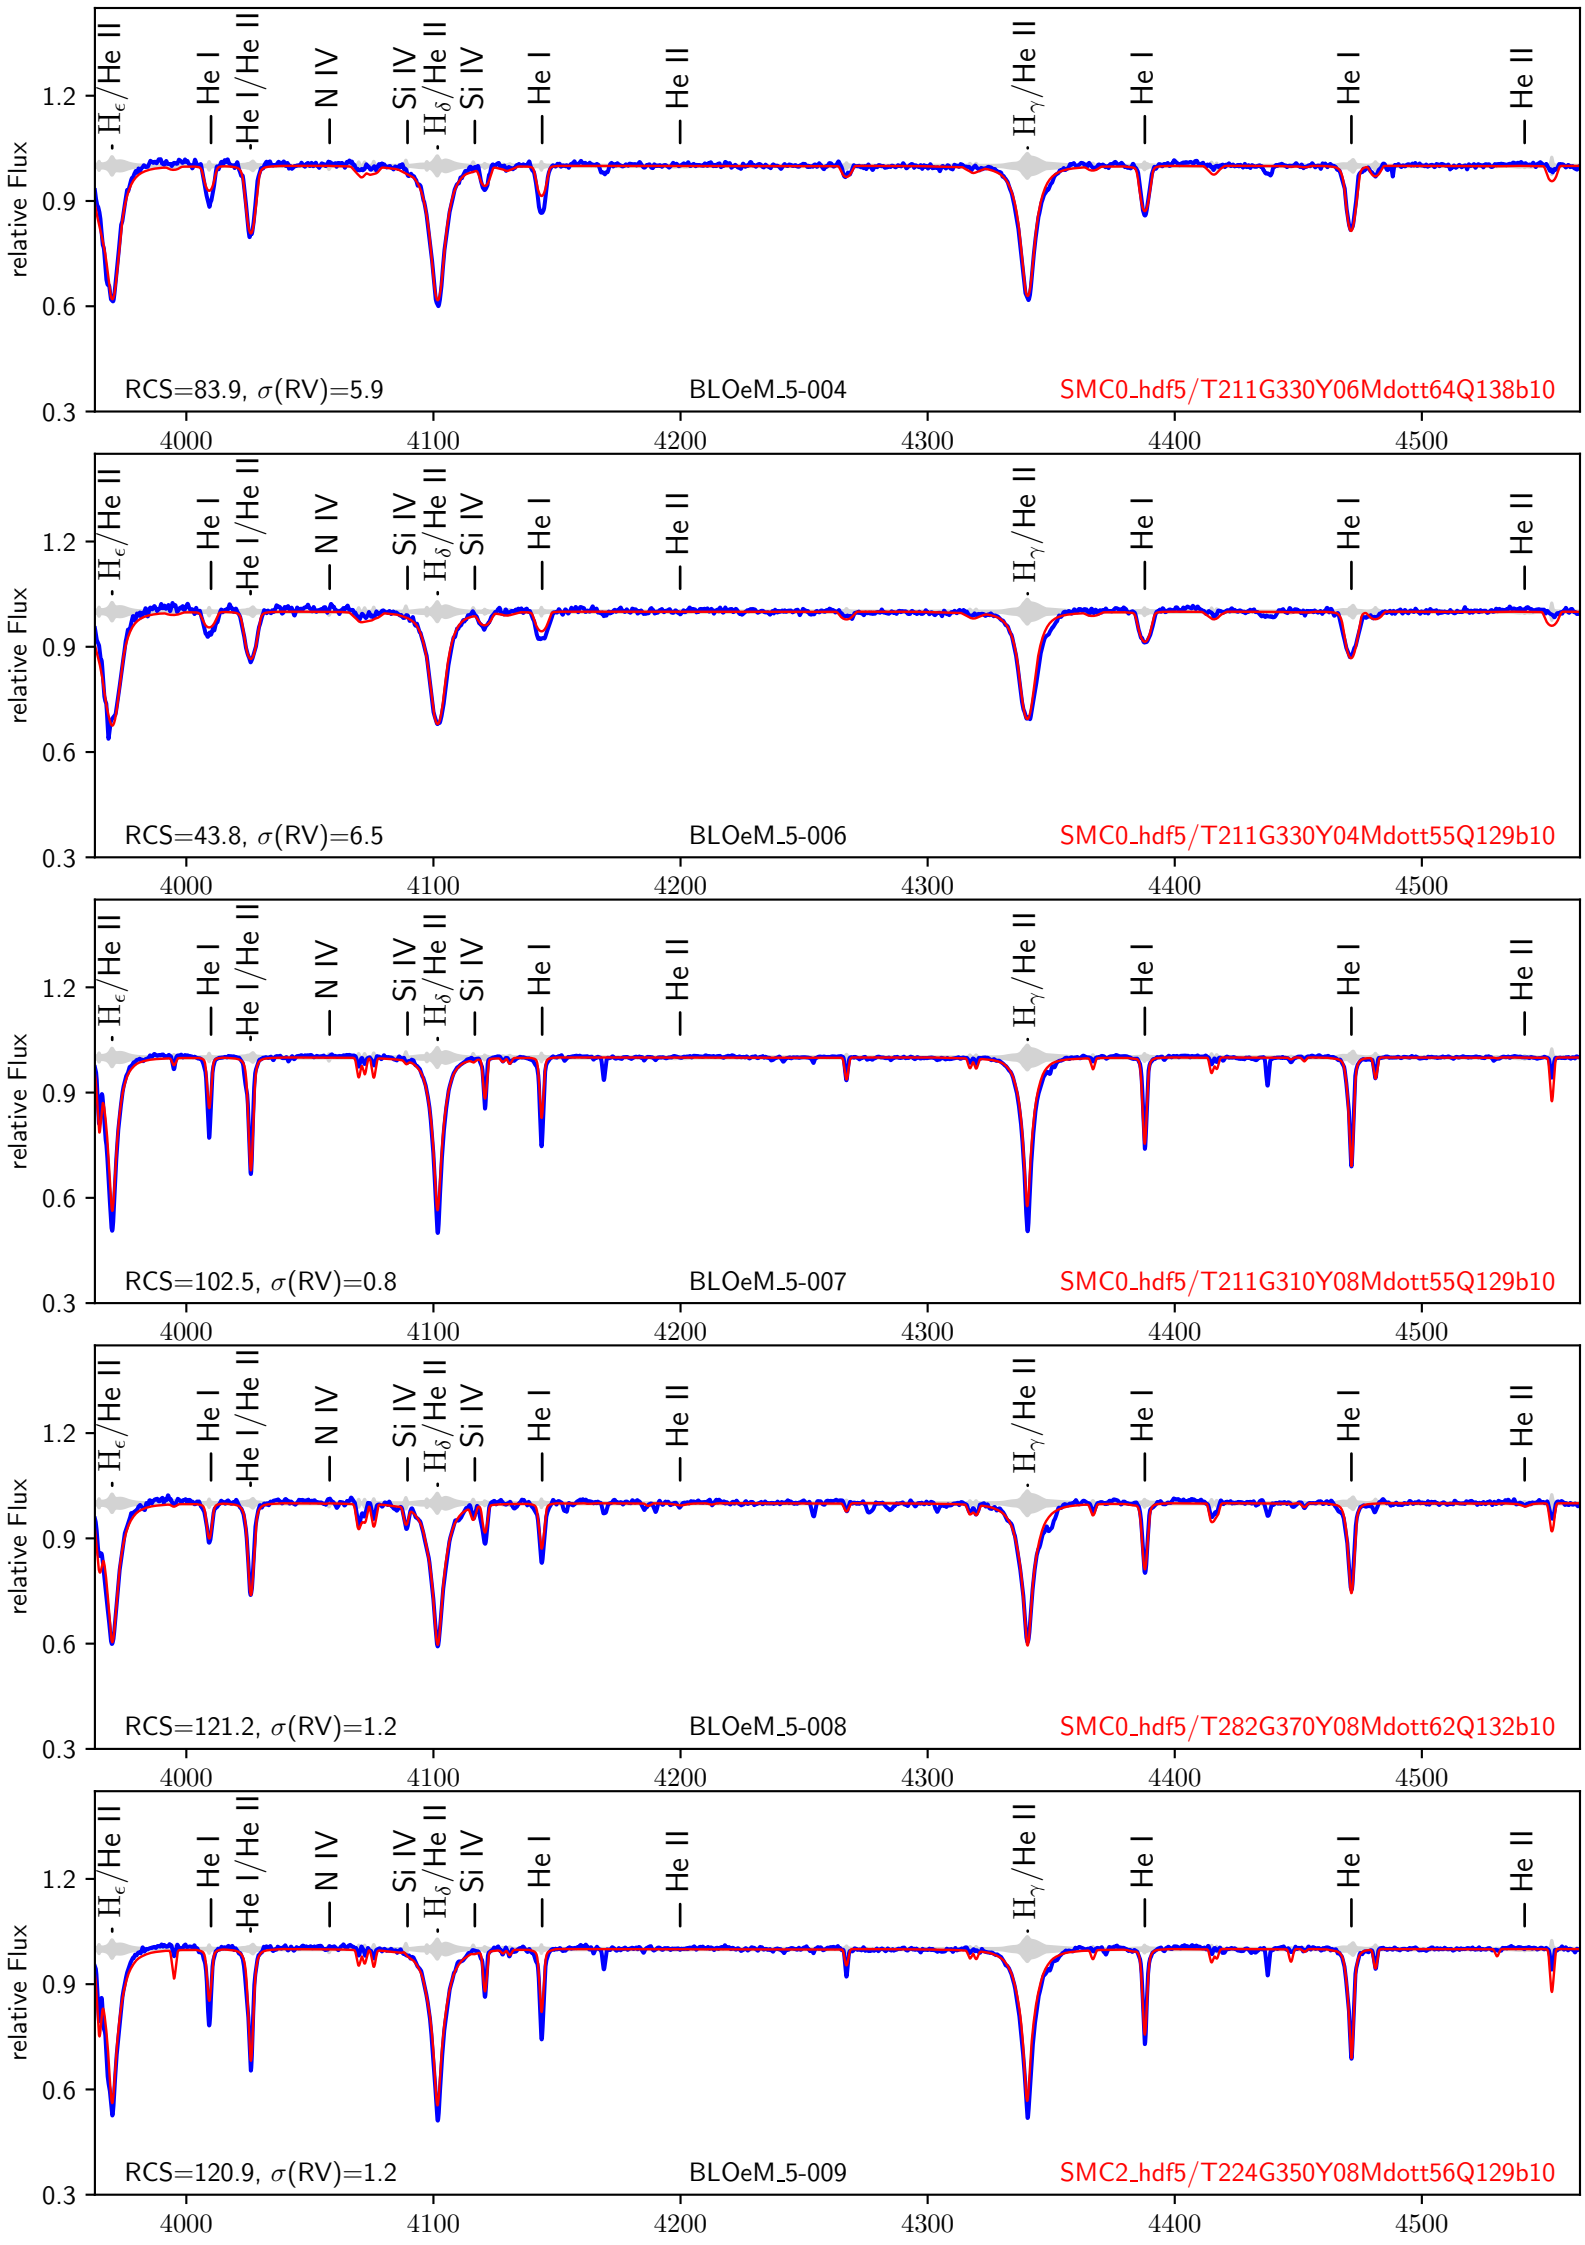 H_ε/He II He I He I/He II N IV Si IV H_δ/He II Si IV He I He II H_γ/He II He I He I He II
1.2
0.9
0.6
0.3
relative Flux
RCS=83.9, σ(RV)=5.9 BLOeM_5-004 SMC0_hdf5/T211G330Y06Mdott64Q138b10
4000 4100 4200 4300 4400 4500
H_ε/He II He I He I/He II N IV Si IV H_δ/He II Si IV He I He II H_γ/He II He I He I He II
1.2
0.9
0.6
0.3
relative Flux
RCS=43.8, σ(RV)=6.5 BLOeM_5-006 SMC0_hdf5/T211G330Y04Mdott55Q129b10
4000 4100 4200 4300 4400 4500
H_ε/He II He I He I/He II N IV Si IV H_δ/He II Si IV He I He II H_γ/He II He I He I He II
1.2
0.9
0.6
0.3
relative Flux
RCS=102.5, σ(RV)=0.8 BLOeM_5-007 SMC0_hdf5/T211G310Y08Mdott55Q129b10
4000 4100 4200 4300 4400 4500
H_ε/He II He I He I/He II N IV Si IV H_δ/He II Si IV He I He II H_γ/He II He I He I He II
1.2
0.9
0.6
0.3
relative Flux
RCS=121.2, σ(RV)=1.2 BLOeM_5-008 SMC0_hdf5/T282G370Y08Mdott62Q132b10
4000 4100 4200 4300 4400 4500
H_ε/He II He I He I/He II N IV Si IV H_δ/He II Si IV He I He II H_γ/He II He I He I He II
1.2
0.9
0.6
0.3
relative Flux
RCS=120.9, σ(RV)=1.2 BLOeM_5-009 SMC2_hdf5/T224G350Y08Mdott56Q129b10
4000 4100 4200 4300 4400 4500